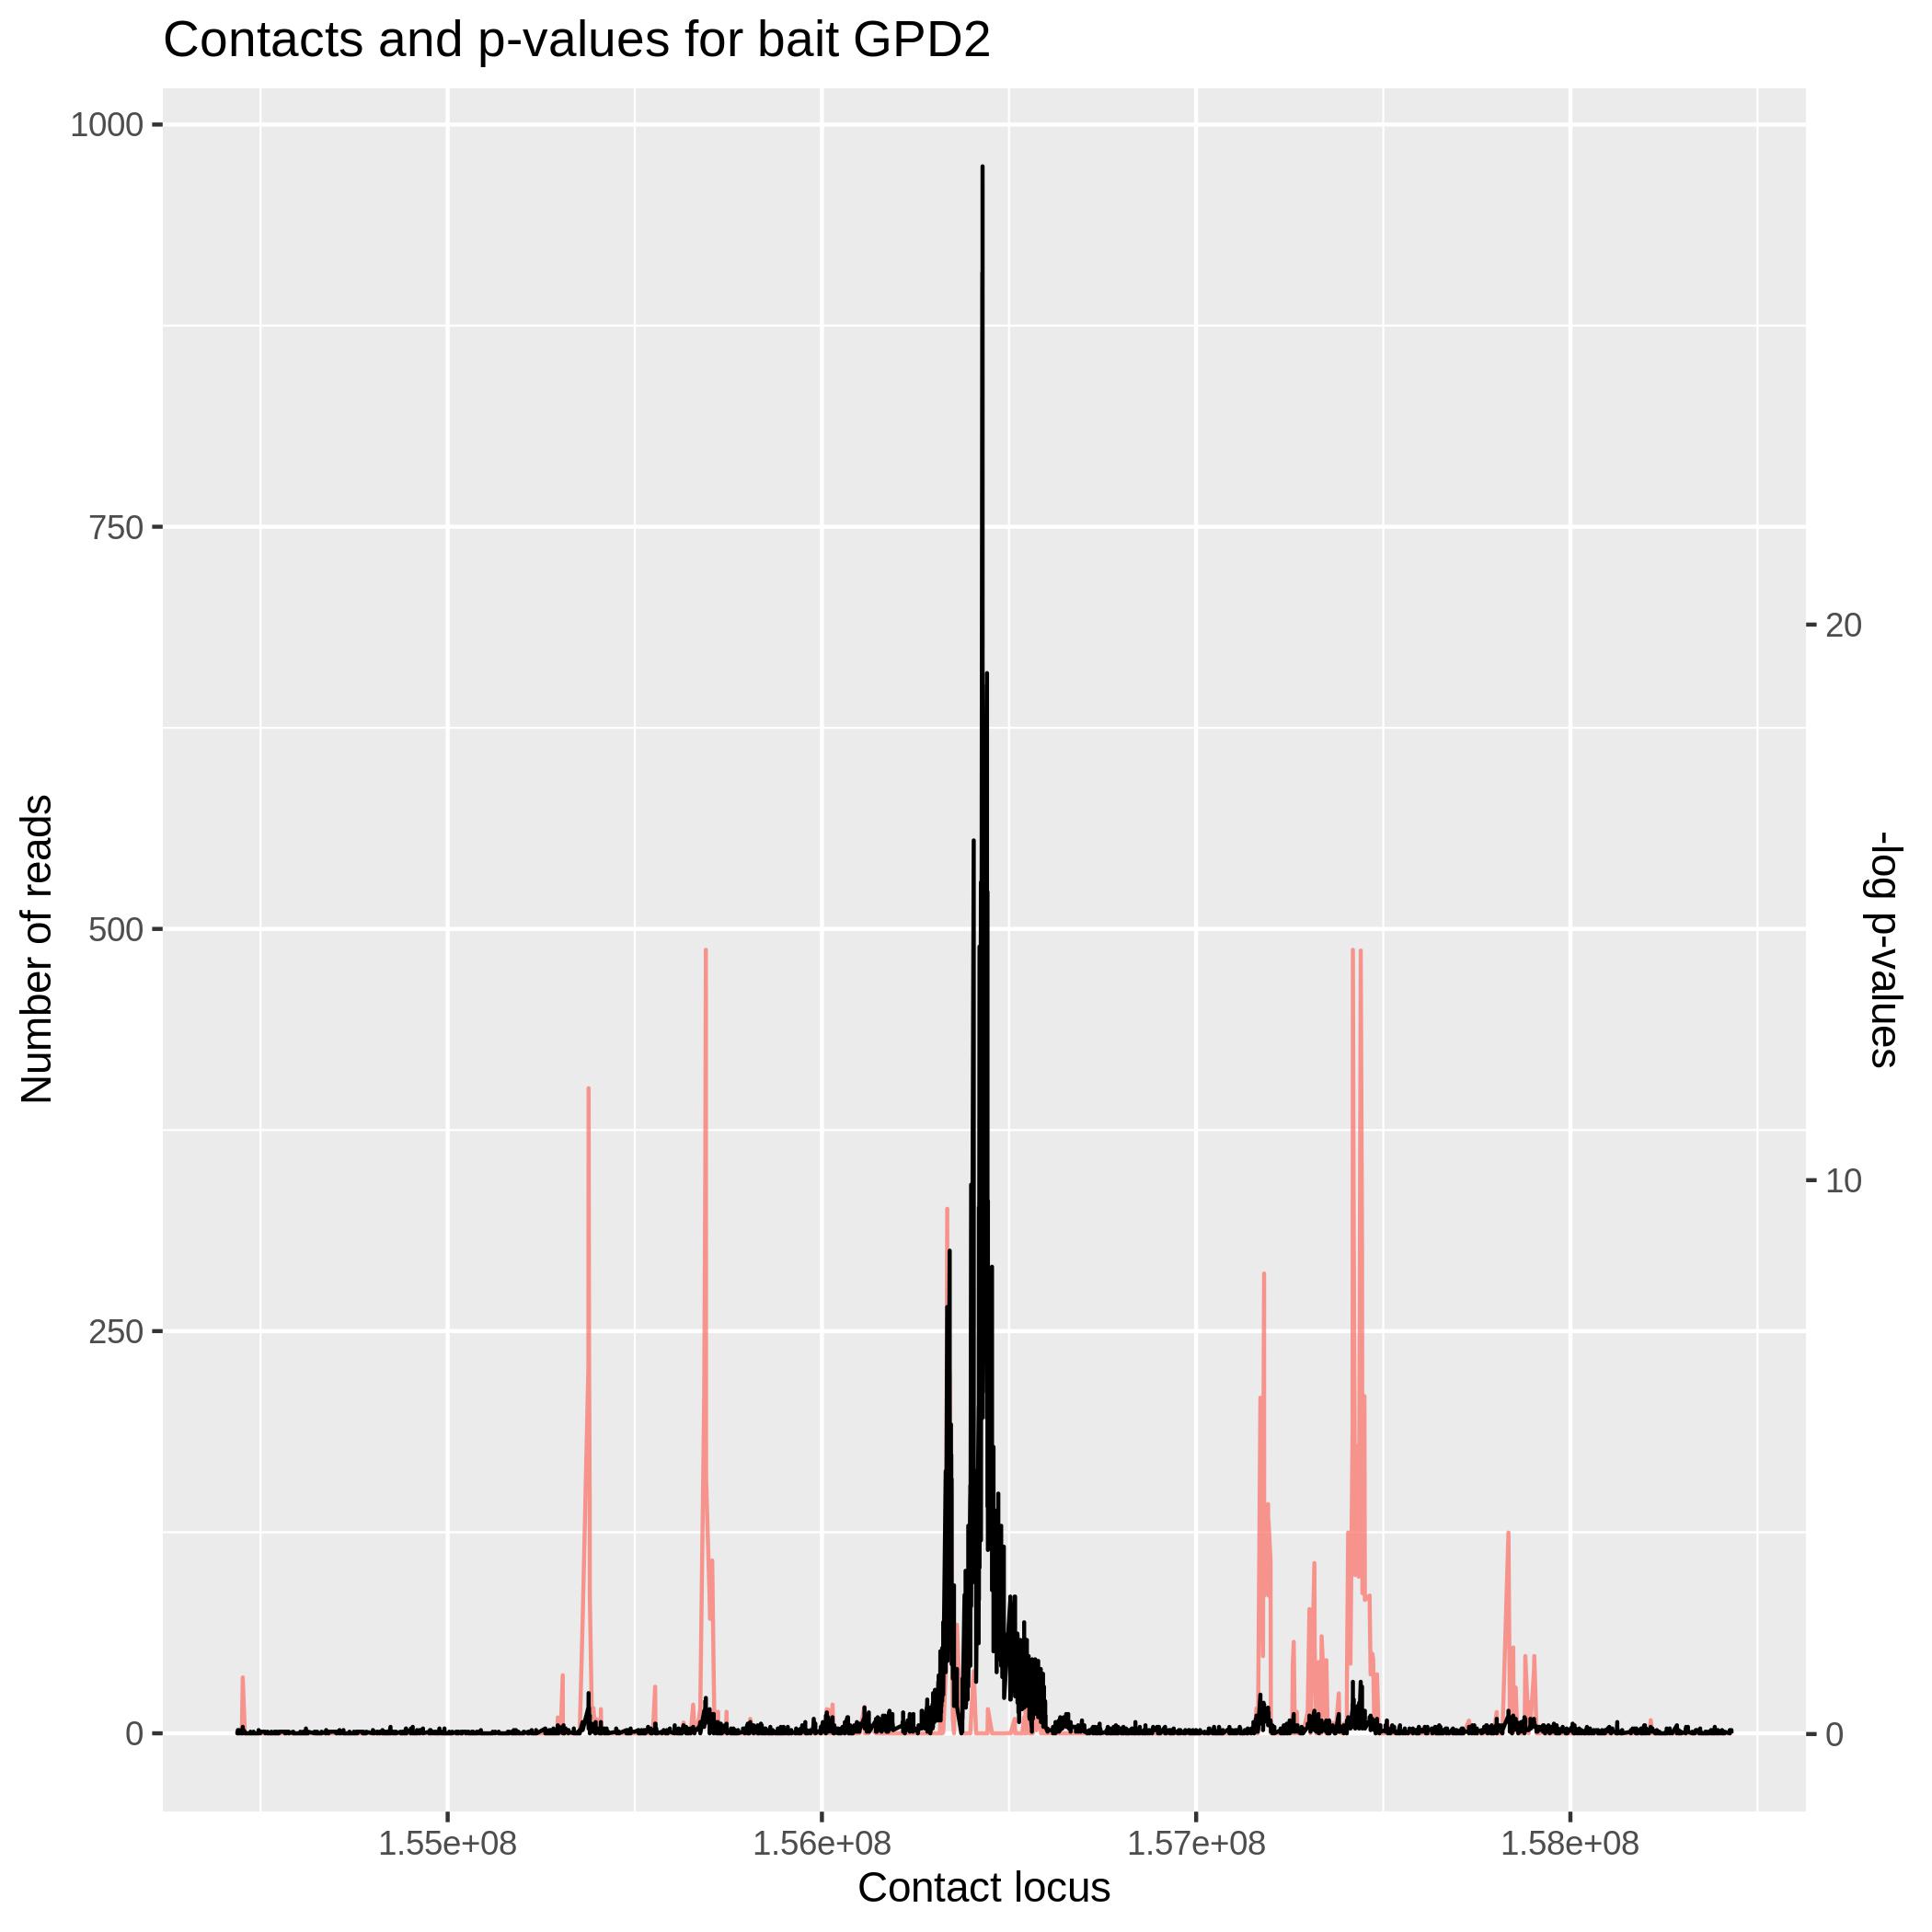 Contacts and p-values for bait GPD2
1000
750
500
250
0
Number of reads
20
10
0
-log p-values
1.55e+08
1.56e+08
1.57e+08
1.58e+08
Contact locus